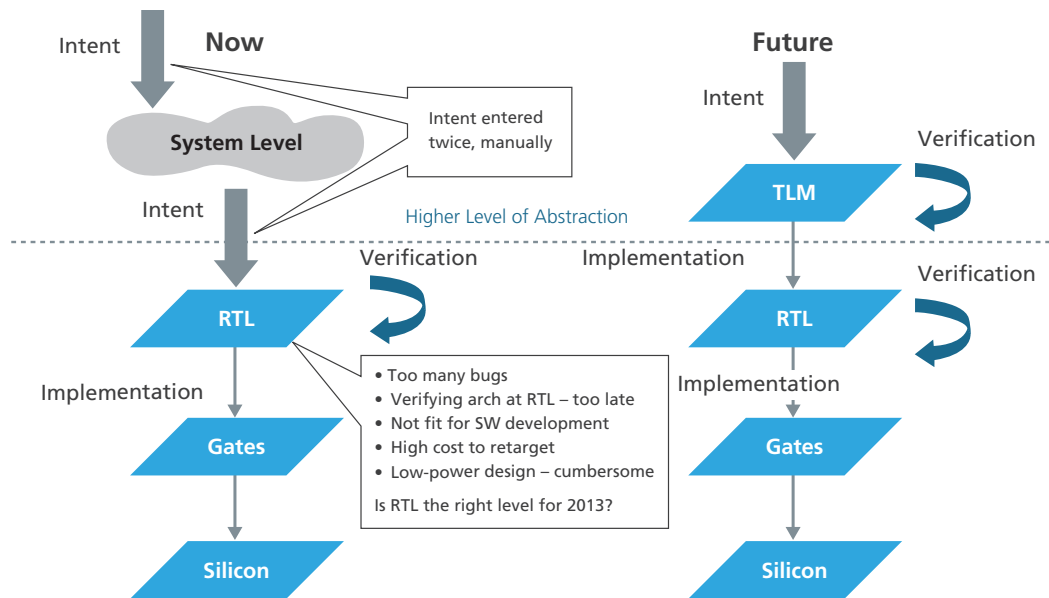 Now
Intent
System Level
Intent entered
twice, manually
Intent
Higher Level of Abstraction
Verification
RTL
Implementation
• Too many bugs
• Verifying arch at RTL – too late
• Not fit for SW development
• High cost to retarget
• Low-power design – cumbersome
Is RTL the right level for 2013?
Gates
Silicon
Future
Intent
Verification
TLM
Implementation
Verification
RTL
Implementation
Gates
Silicon